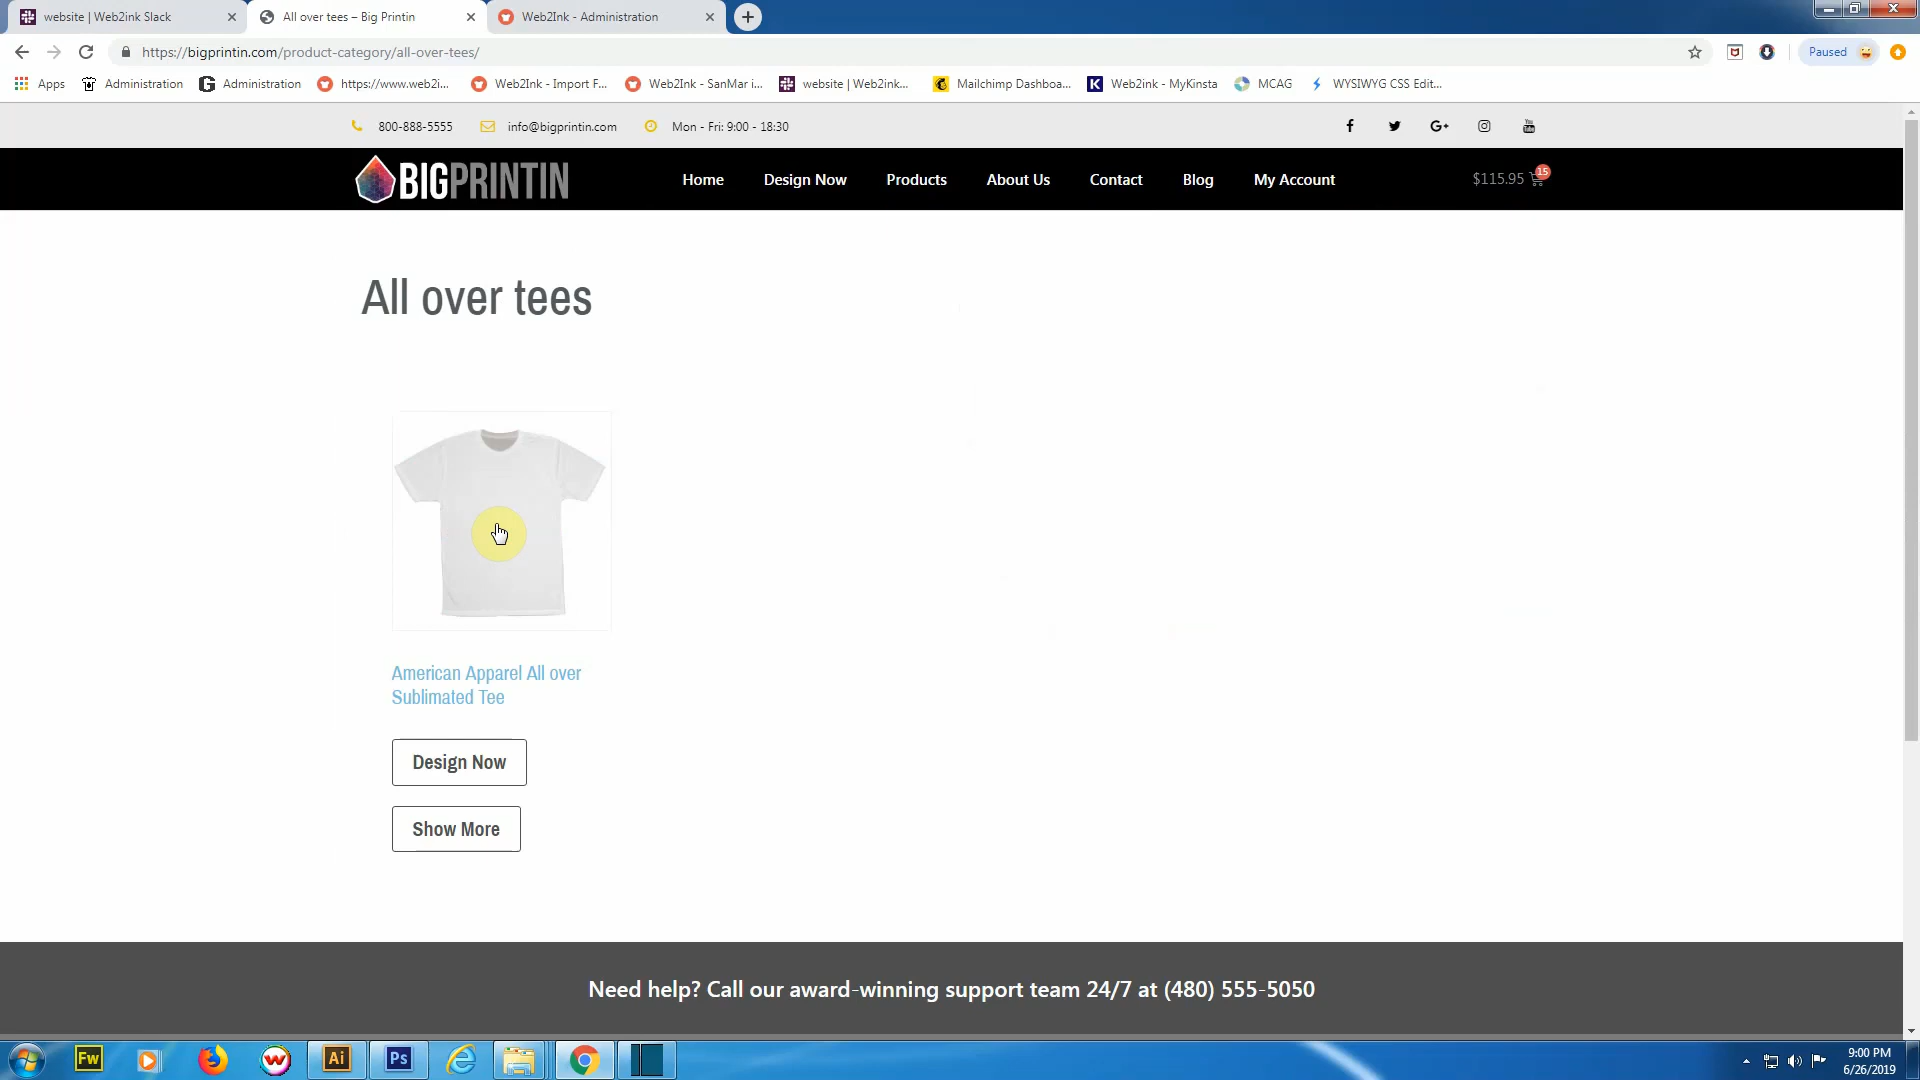 website | Web2ink Slack
All over tees – Big Printin
Web2Ink - Administration
https://bigprintin.com/product-category/all-over-tees/
Paused
Apps
Administration
Administration
https://www.web2i...
Web2Ink - Import F...
Web2Ink - SanMar i...
website | Web2ink...
Mailchimp Dashboa...
Web2ink - MyKinsta
MCAG
WYSIWYG CSS Edit...
800-888-5555
info@bigprintin.com
Mon - Fri: 9:00 - 18:30
BIGPRINTIN
Home
Design Now
Products
About Us
Contact
Blog
My Account
$115.95
15
All over tees
American Apparel All over
Sublimated Tee
Design Now
Show More
Need help? Call our award-winning support team 24/7 at (480) 555-5050
Fw
Ai
Ps
9:00 PM
6/26/2019